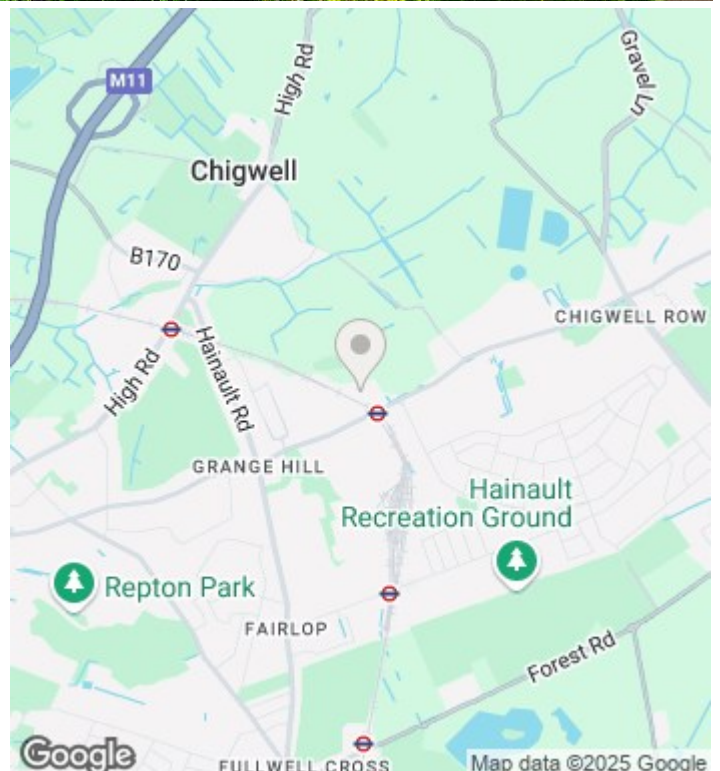 M11
High Rd
Gravel Ln
Chigwell
B170
CHIGWELL ROW
High Rd
Hainault Rd
GRANGE HILL
Hainault
Recreation Ground
Repton Park
FAIRLOP
Forest Rd
FULLWELL CROSS
Google
Map data ©2025 Google